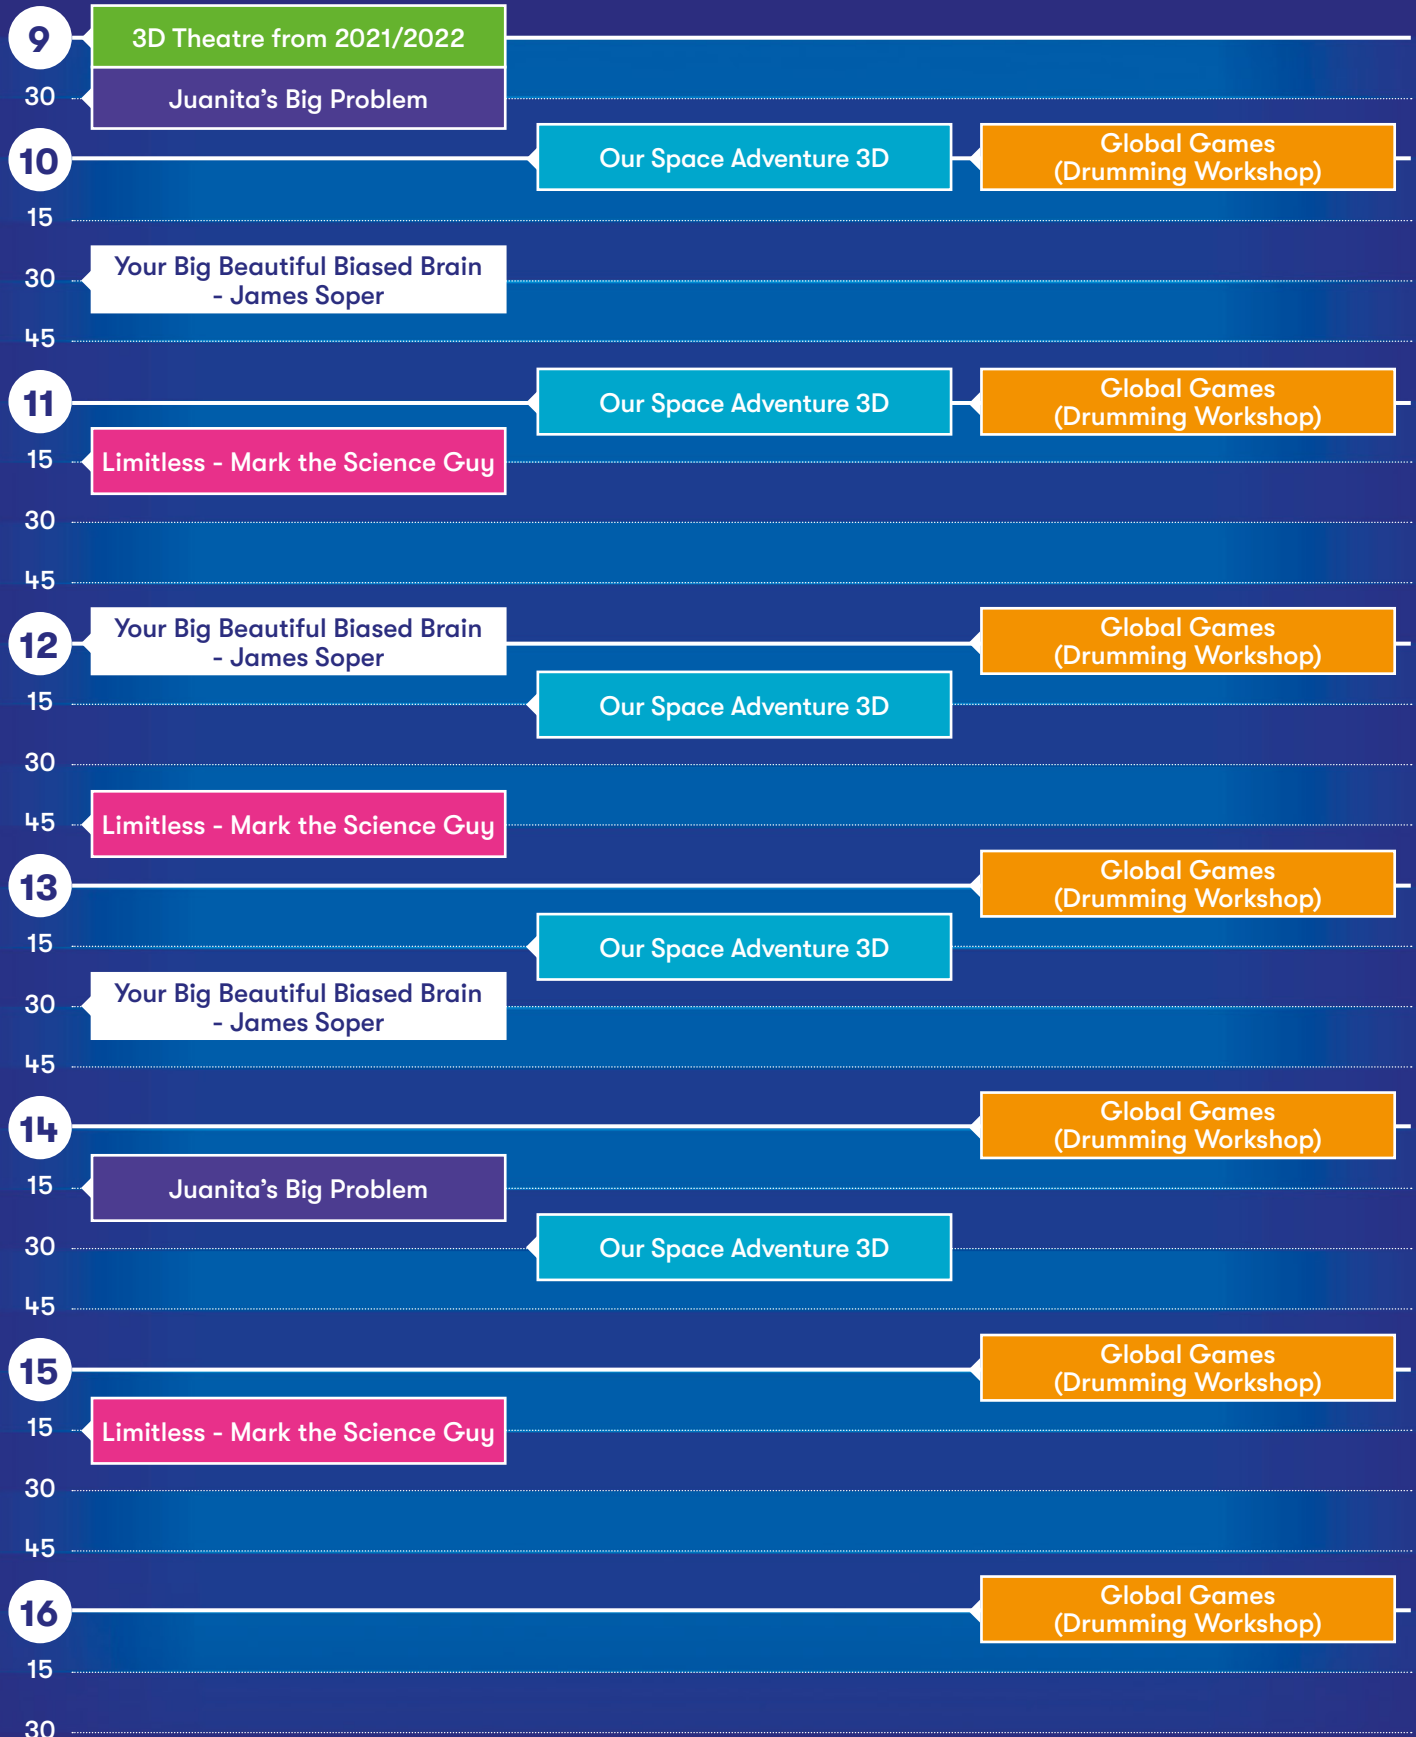 9
3D Theatre from 2021/2022
30
Juanita's Big Problem
10
Our Space Adventure 3D
Global Games
(Drumming Workshop)
15
30
Your Big Beautiful Biased Brain
- James Soper
45
11
Our Space Adventure 3D
Global Games
(Drumming Workshop)
15
Limitless - Mark the Science Guy
30
45
12
Your Big Beautiful Biased Brain
- James Soper
Global Games
(Drumming Workshop)
15
Our Space Adventure 3D
30
45
Limitless - Mark the Science Guy
13
Global Games
(Drumming Workshop)
15
Our Space Adventure 3D
30
Your Big Beautiful Biased Brain
- James Soper
45
14
Global Games
(Drumming Workshop)
15
Juanita's Big Problem
30
Our Space Adventure 3D
45
15
Global Games
(Drumming Workshop)
15
Limitless - Mark the Science Guy
30
45
16
Global Games
(Drumming Workshop)
15
30